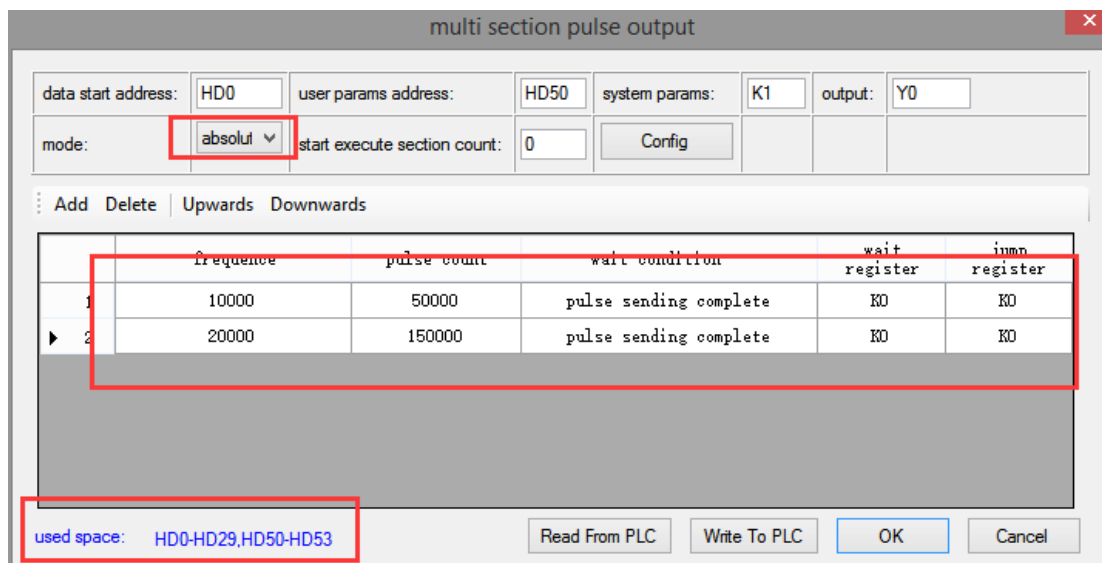 multi section pulse output
data start address: HD0 user params address: HD50 system params: K1 output: Y0
mode: absolut start execute section count: 0 Config
Add Delete Upwards Downwards
frequence pulse count wait condition wait register jump register
1 10000 50000 pulse sending complete K0 K0
2 20000 150000 pulse sending complete K0 K0
used space: HD0-HD29,HD50-HD53 Read From PLC Write To PLC OK Cancel